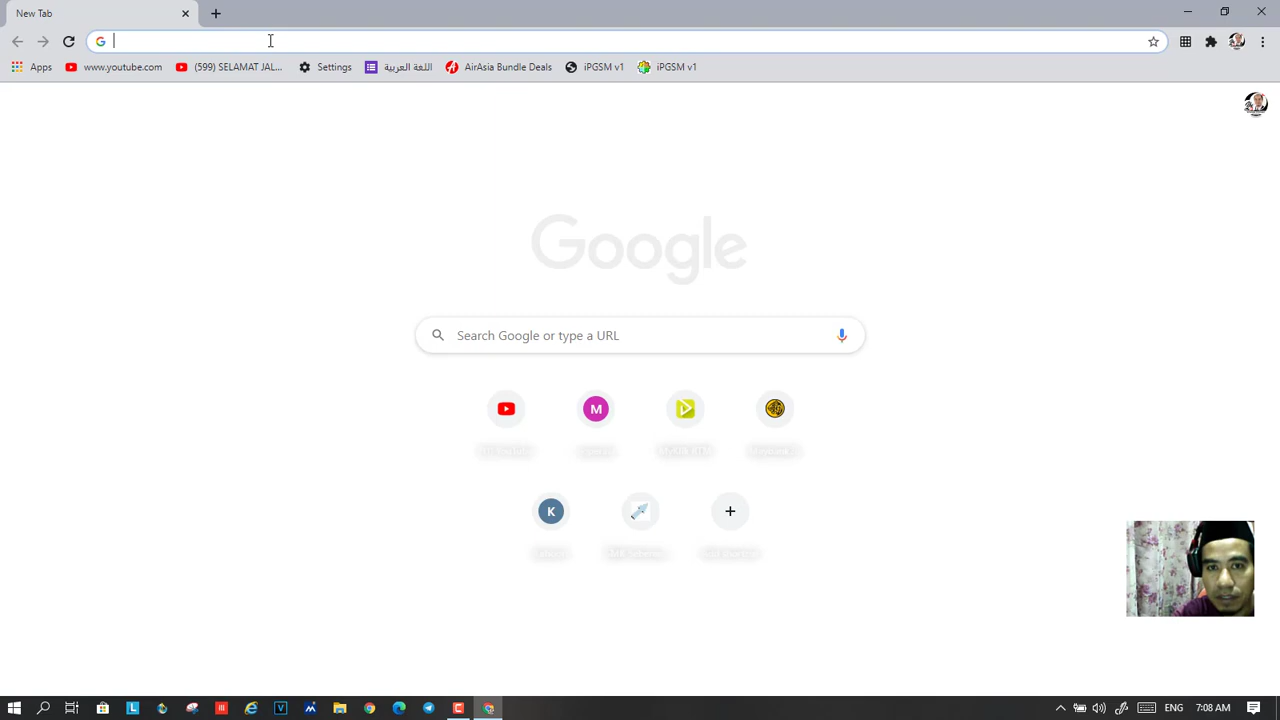 New Tab
Apps
www.youtube.com
(599) SELAMAT JAL...
Settings
اللغة العربية
AirAsia Bundle Deals
iPGSM v1
iPGSM v1
Google
Search Google or type a URL
M
K
ENG
7:08 AM